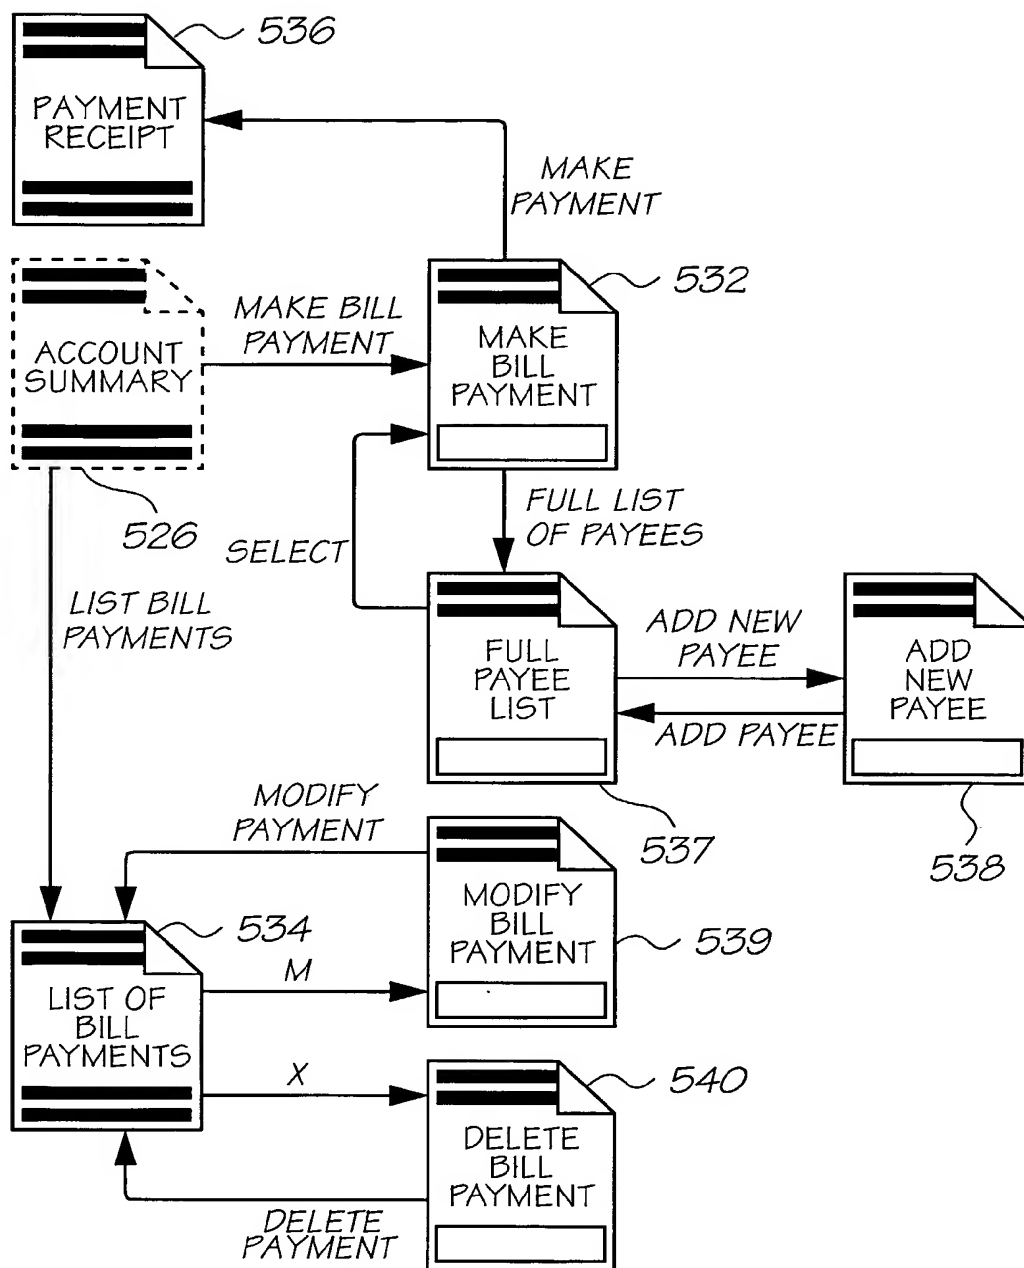 536
PAYMENT
RECEIPT
MAKE
PAYMENT
532
MAKE BILL
PAYMENT
MAKE
BILL
PAYMENT
ACCOUNT
SUMMARY
526
FULL LIST
OF PAYEES
SELECT
LIST BILL
PAYMENTS
FULL
PAYEE
LIST
ADD NEW
PAYEE
ADD PAYEE
ADD
NEW
PAYEE
537
538
MODIFY
PAYMENT
MODIFY
BILL
PAYMENT
539
534
M
LIST OF
BILL
PAYMENTS
X
540
DELETE
BILL
PAYMENT
DELETE
PAYMENT